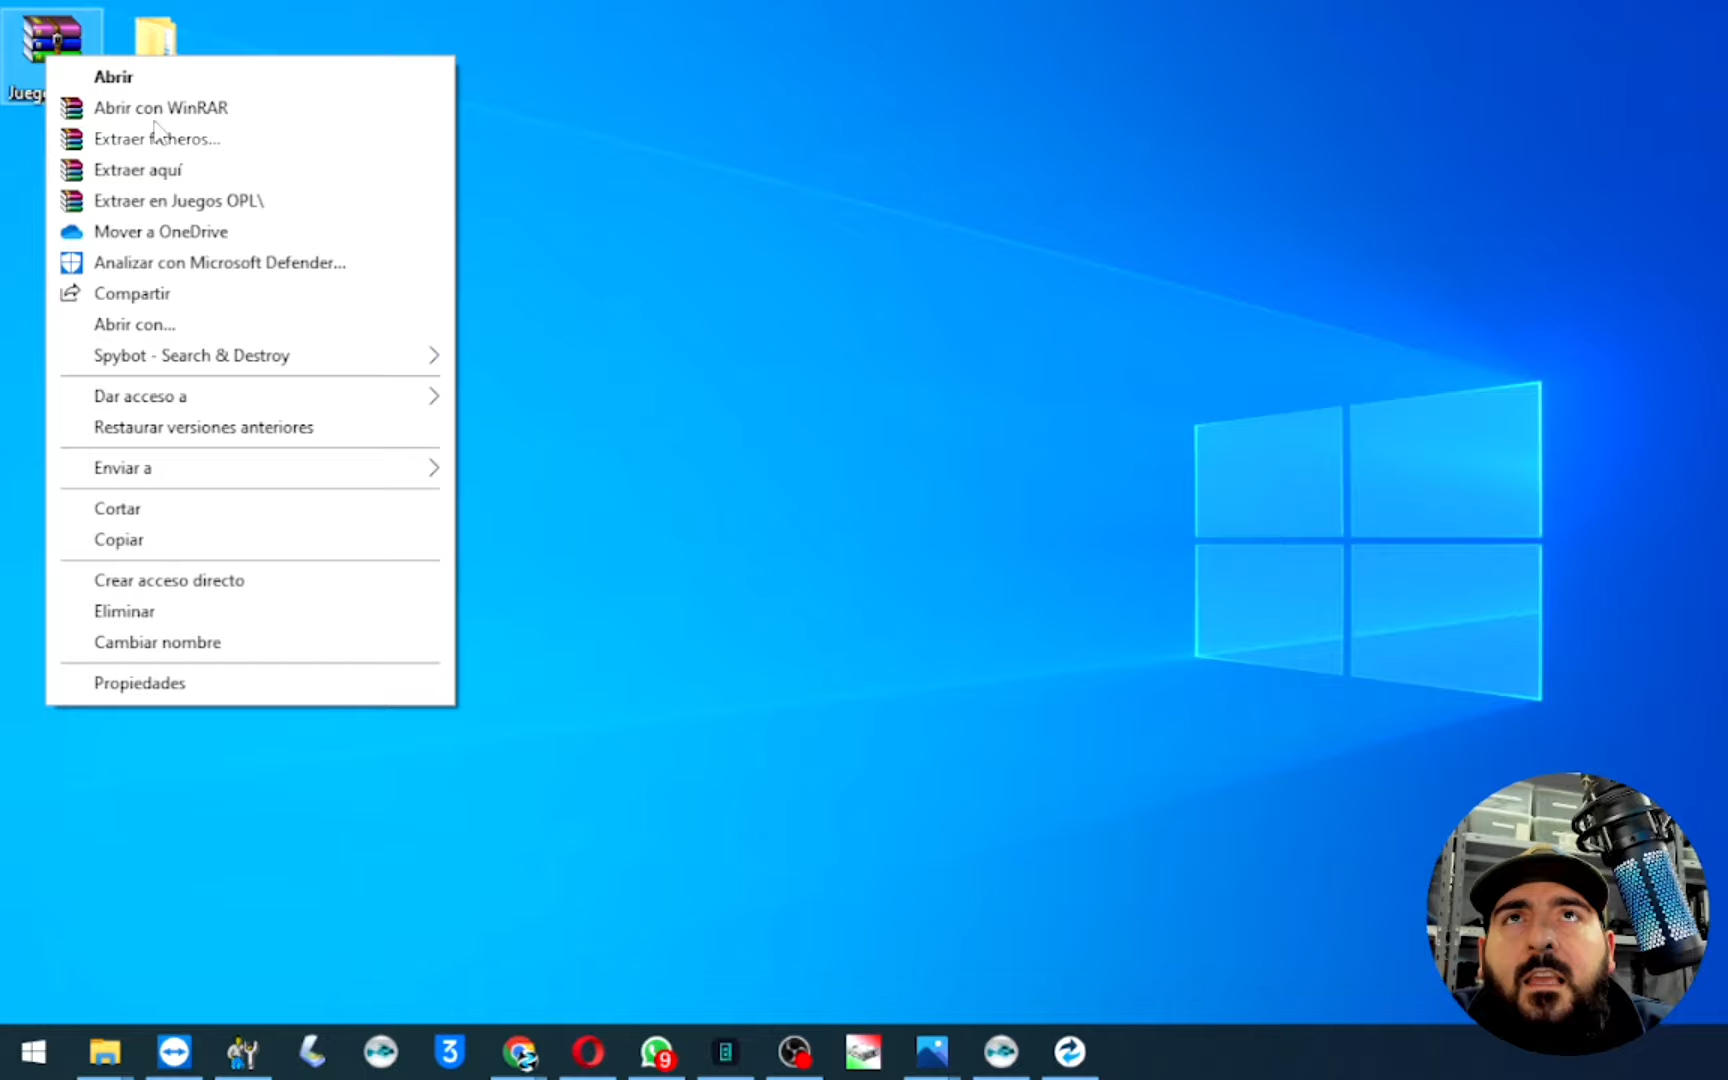 Abrir
Abrir con WinRAR
Extraer ficheros...
Extraer aquí
Extraer en Juegos OPL\
Mover a OneDrive
Analizar con Microsoft Defender...
Compartir
Abrir con...
Spybot - Search & Destroy
Dar acceso a
Restaurar versiones anteriores
Enviar a
Cortar
Copiar
Crear acceso directo
Eliminar
Cambiar nombre
Propiedades
3
9